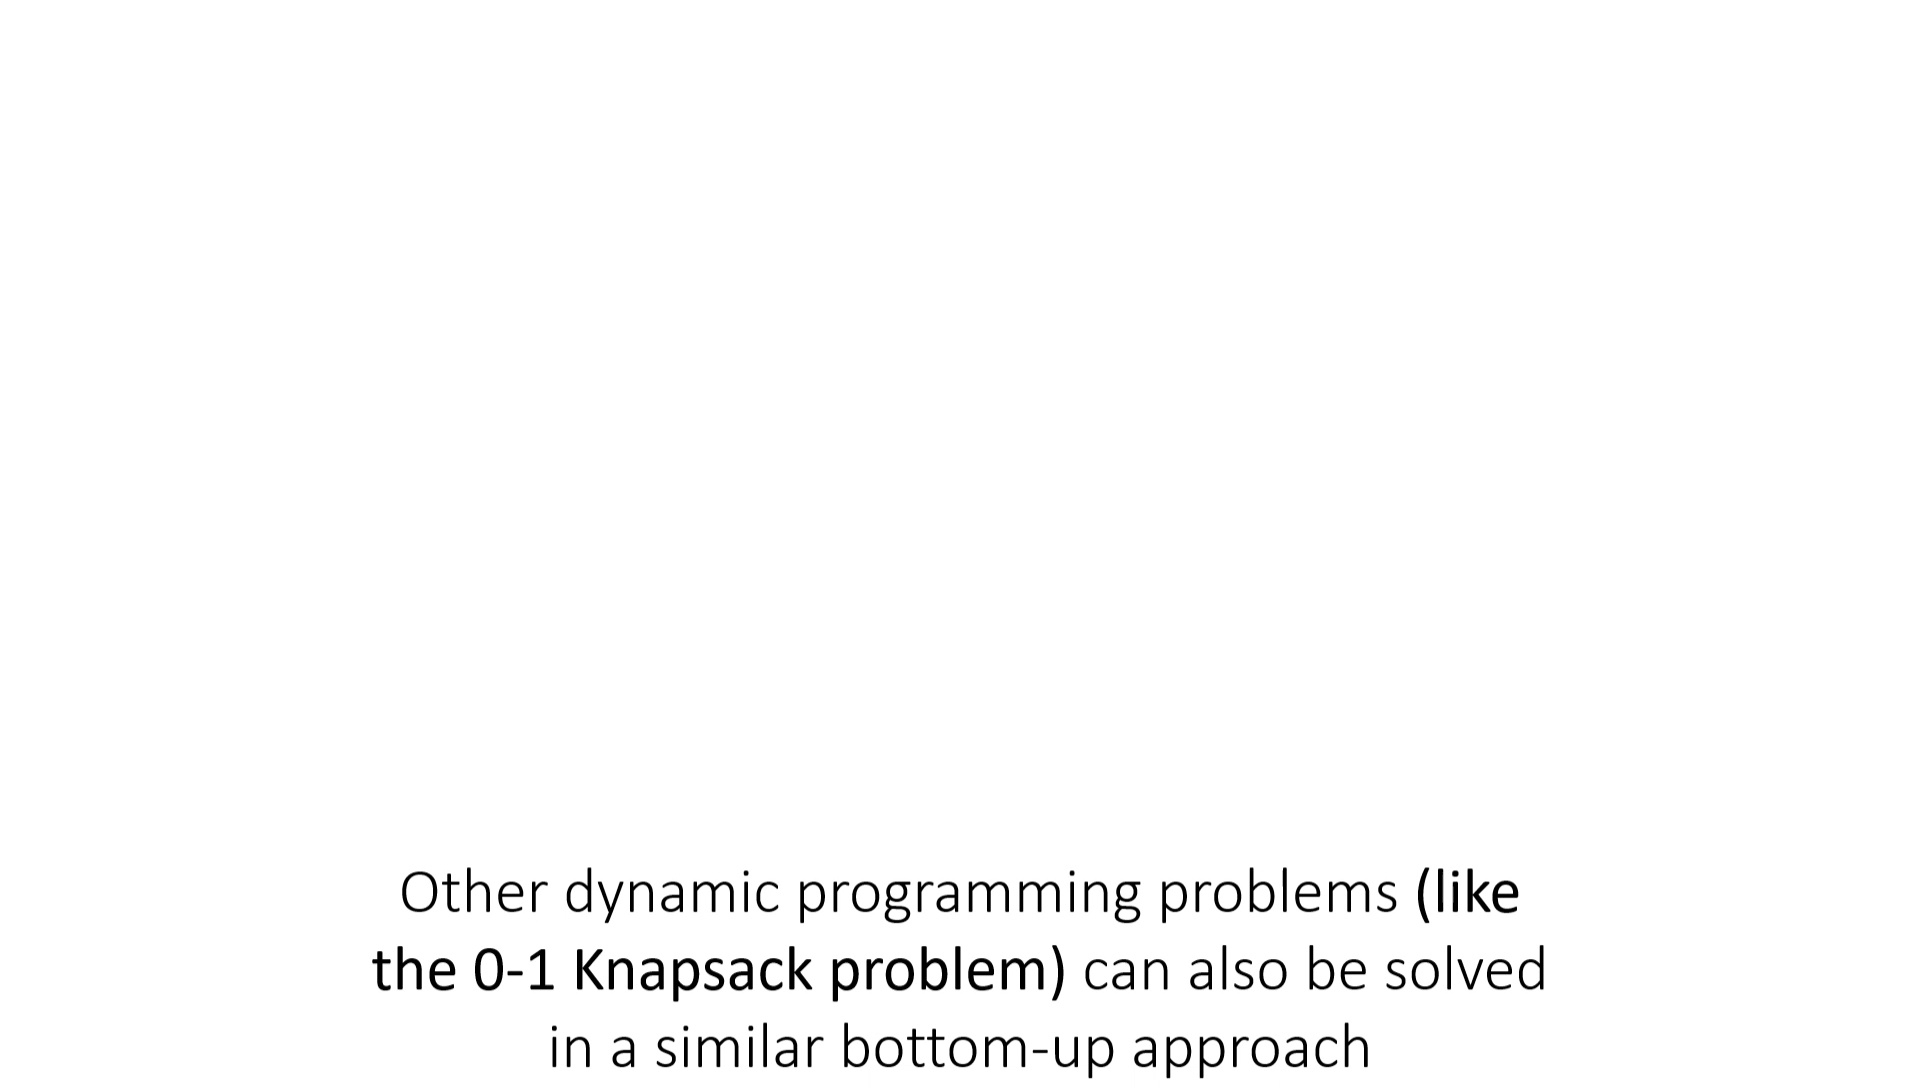 Other dynamic programming problems (like
the 0-1 Knapsack problem) can also be solved
in a similar bottom-up approach